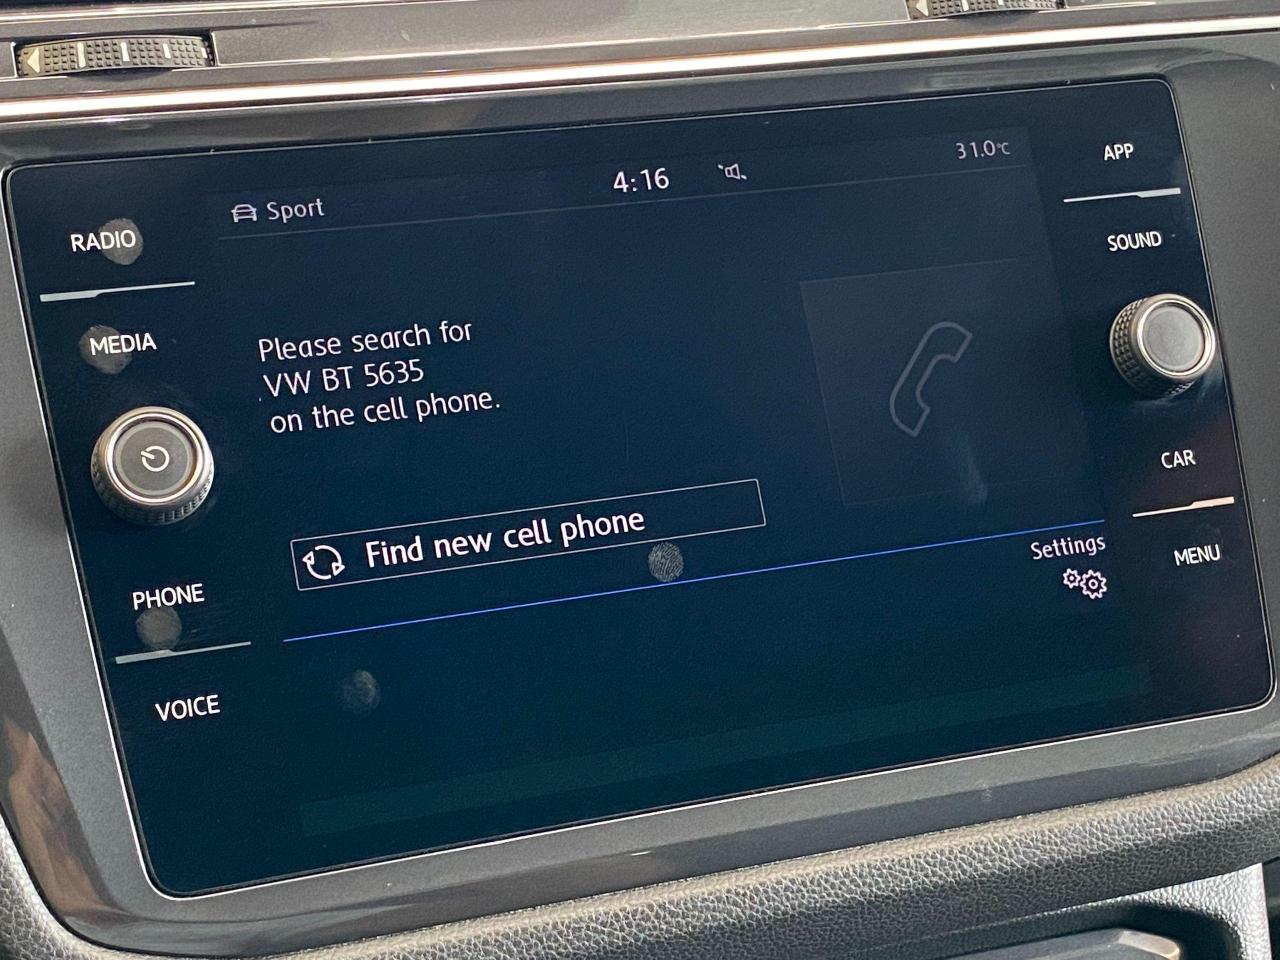 4:16
31.0°C
Sport
APP
RADIO
SOUND
MEDIA
Please search for
VW BT 5635
on the cell phone.
CAR
Find new cell phone
Settings
MENU
PHONE
VOICE